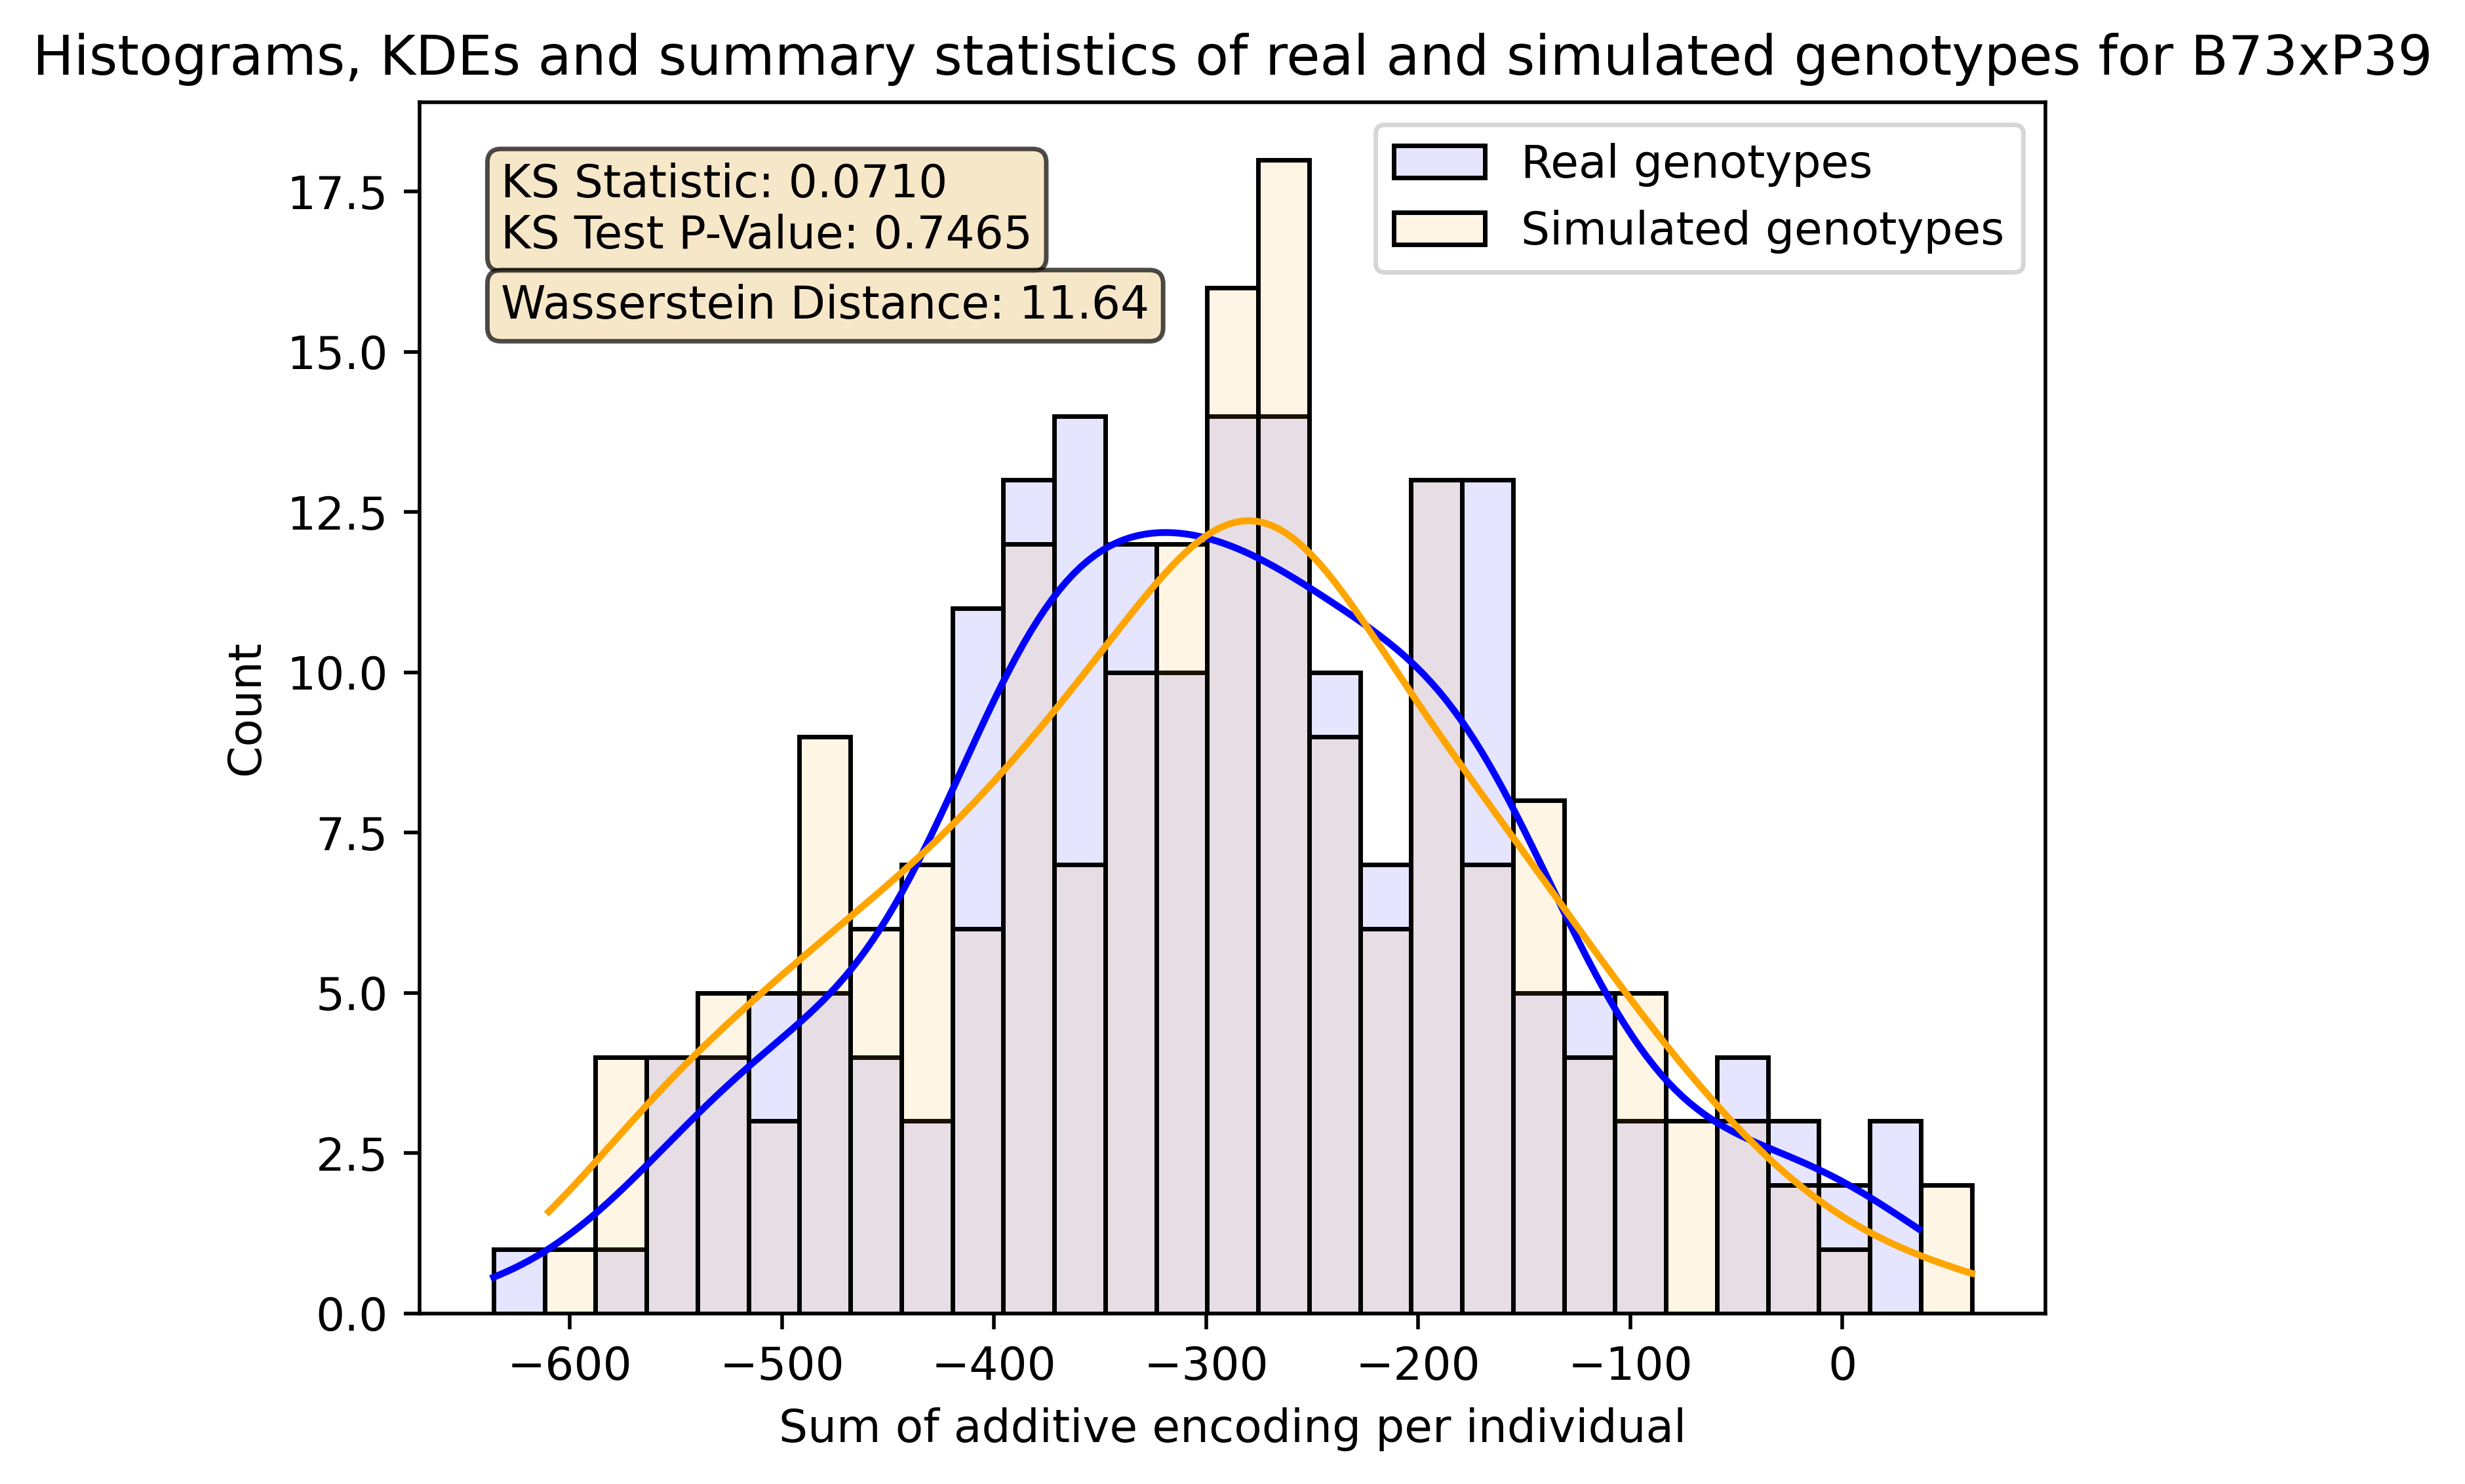 Histograms, KDEs and summary statistics of real and simulated genotypes for B73xP39
KS Statistic: 0.0710
KS Test P-Value: 0.7465
Wasserstein Distance: 11.64
Real genotypes
Simulated genotypes
17.5
15.0
12.5
10.0
7.5
5.0
2.5
0.0
Count
−600 −500 −400 −300 −200 −100 0
Sum of additive encoding per individual